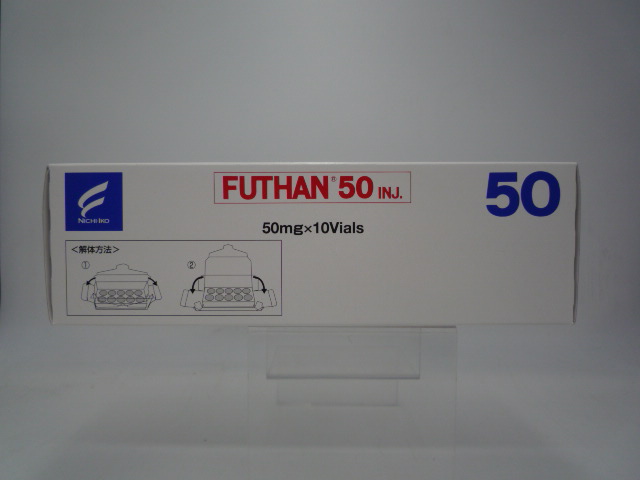 NICHI-IKO
FUTHAN® 50 INJ.
50
50mg×10Vials
<解体方法>
① ②